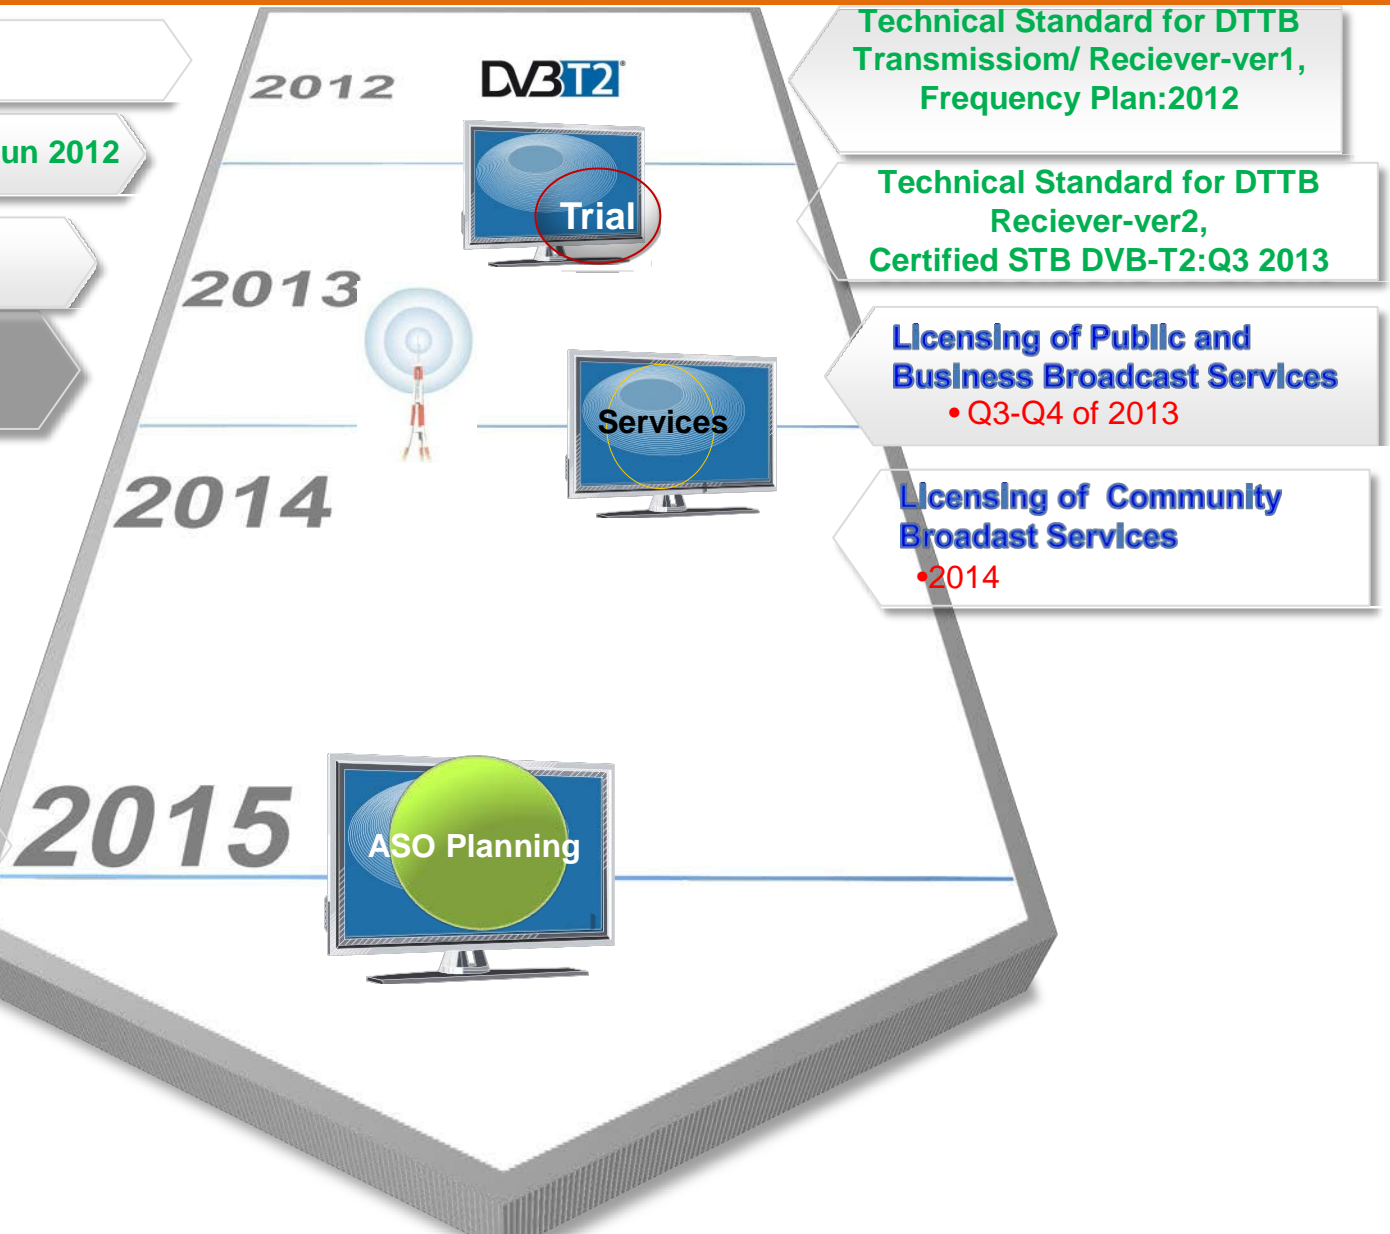 Technical Standard for DTTB
Transmissiom/ Reciever-ver1,
Frequency Plan:2012
2012
DVB T2
un 2012
Technical Standard for DTTB
Reciever-ver2,
Certified STB DVB-T2:Q3 2013
Trial
2013
Licensing of Public and
Business Broadcast Services
• Q3-Q4 of 2013
Services
2014
Licensing of Community
Broadast Services
•2014
2015
ASO Planning